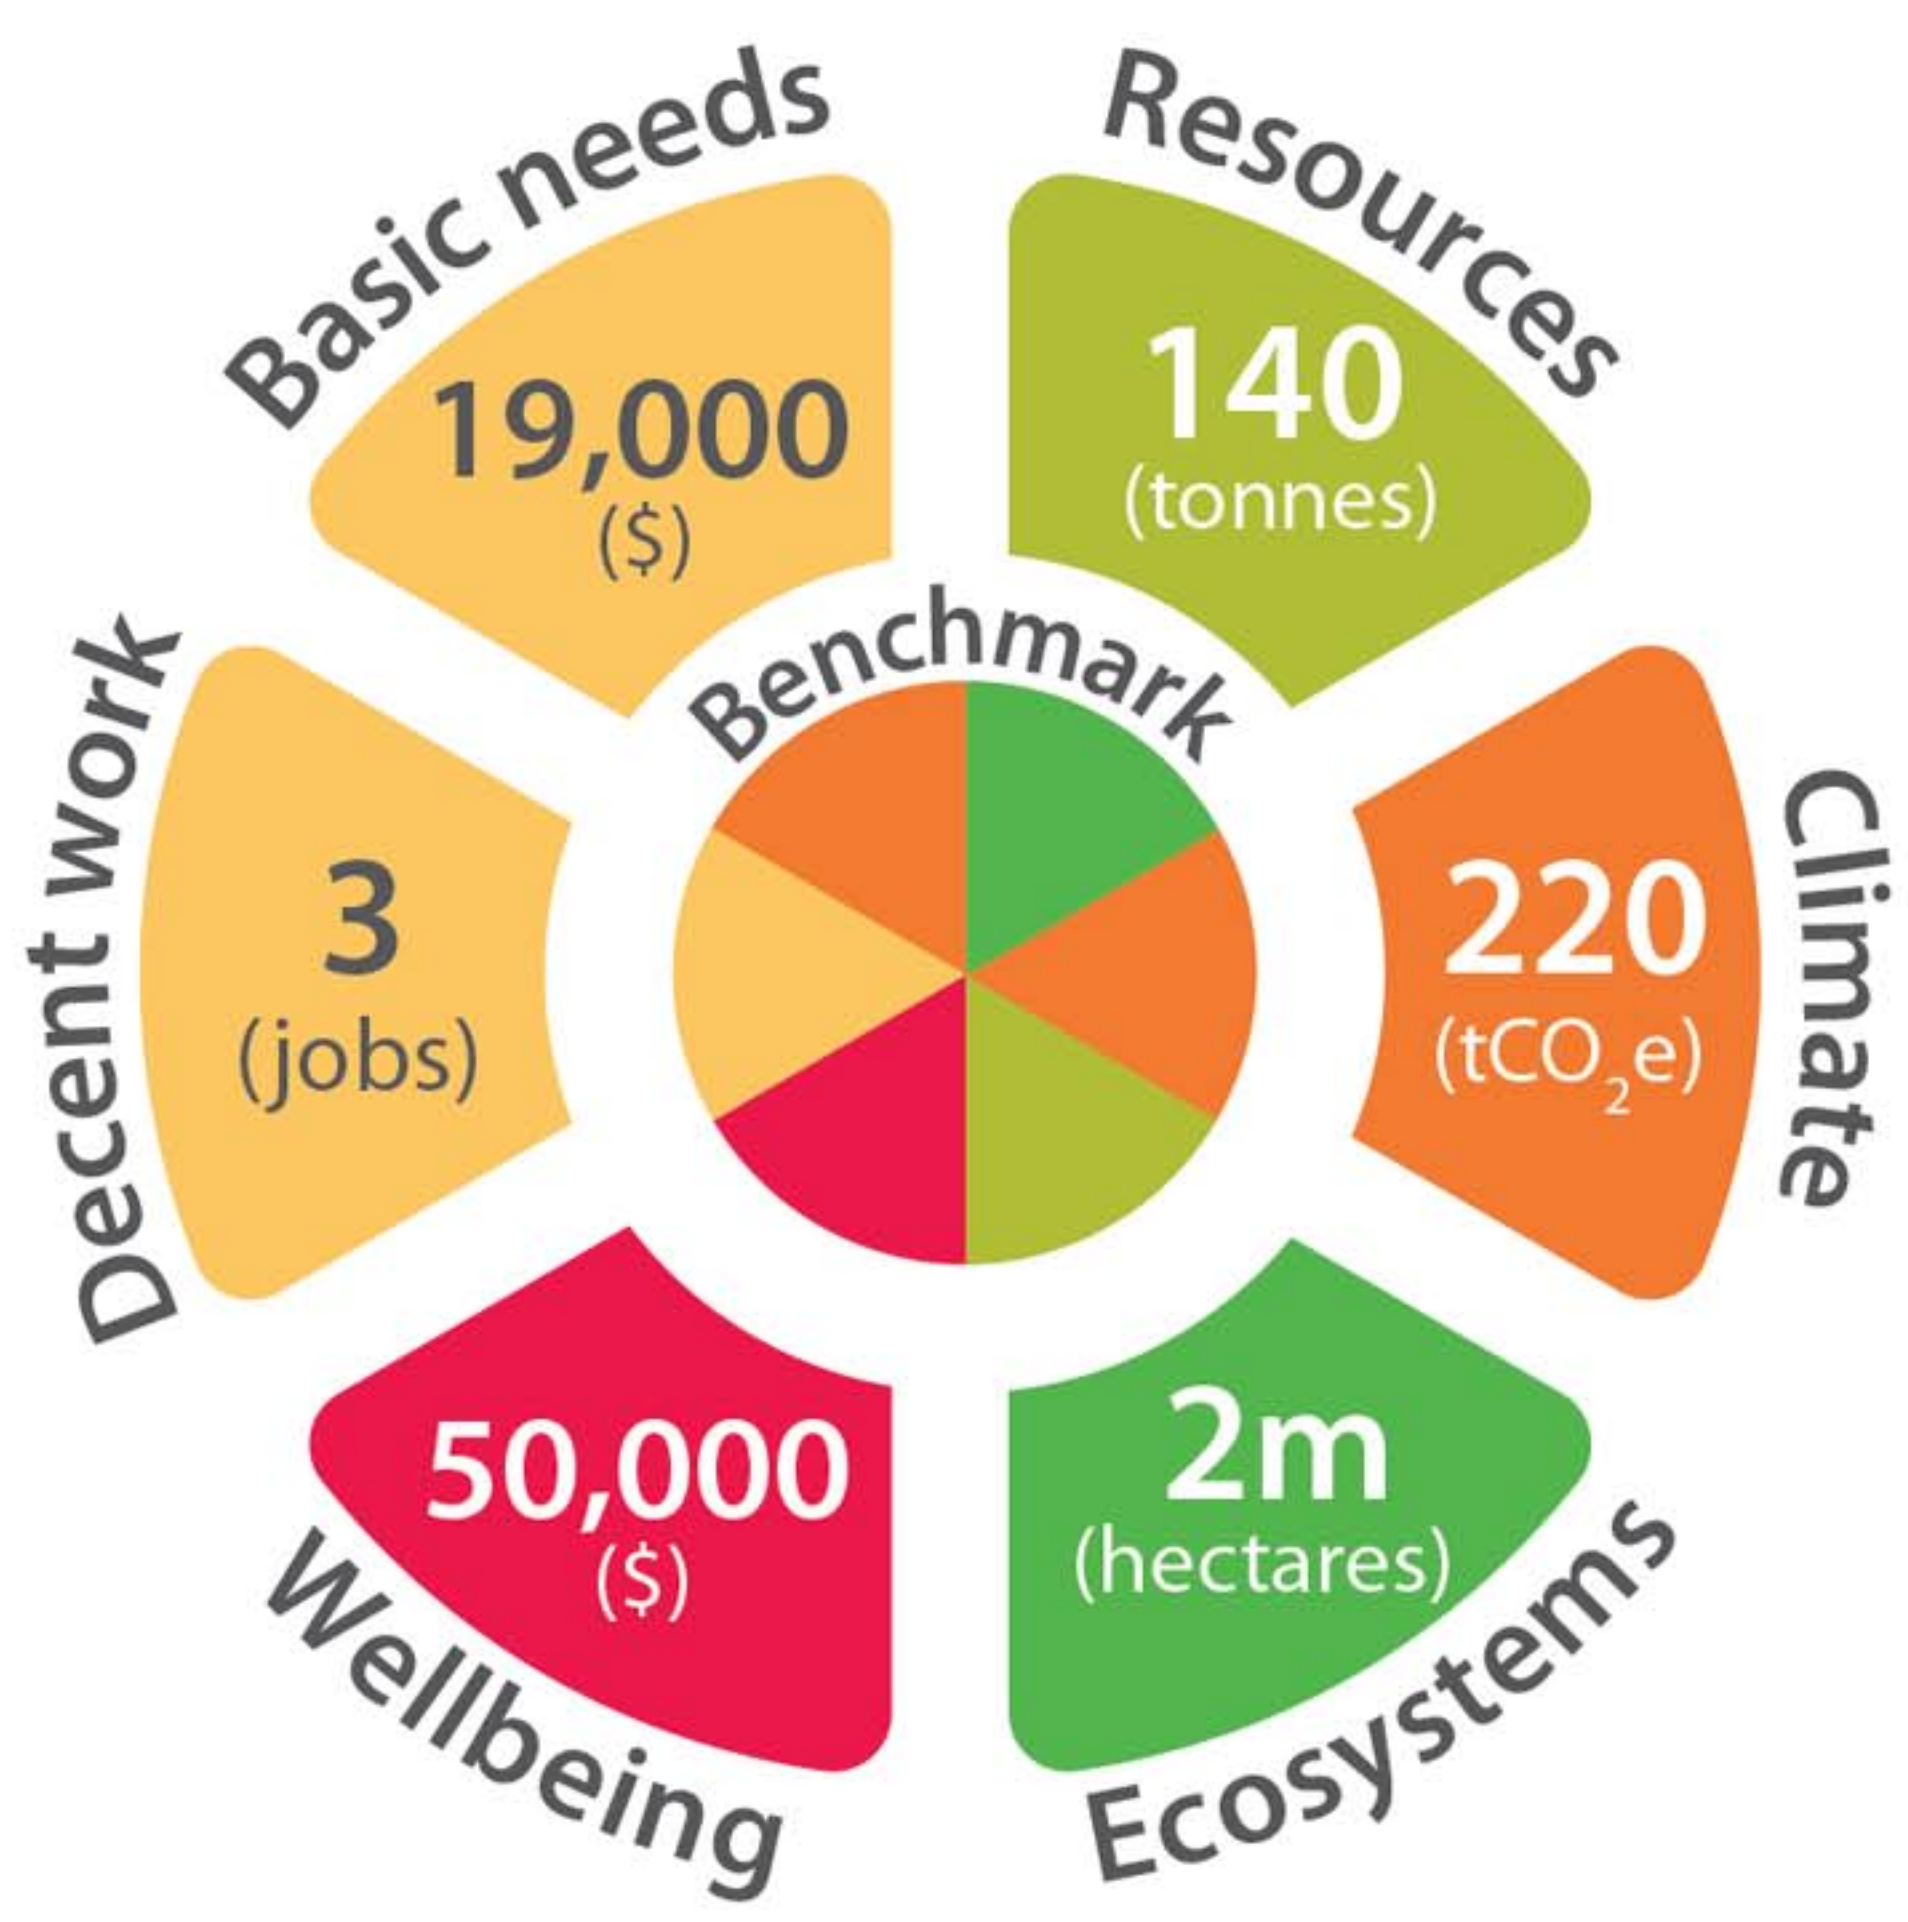 Basic needs
19,000
($)
Resources
140
(tonnes)
Benchmark
Decent work
3
(jobs)
Climate
220
(tCO₂e)
Wellbeing
50,000
($)
Ecosystems
2m
(hectares)